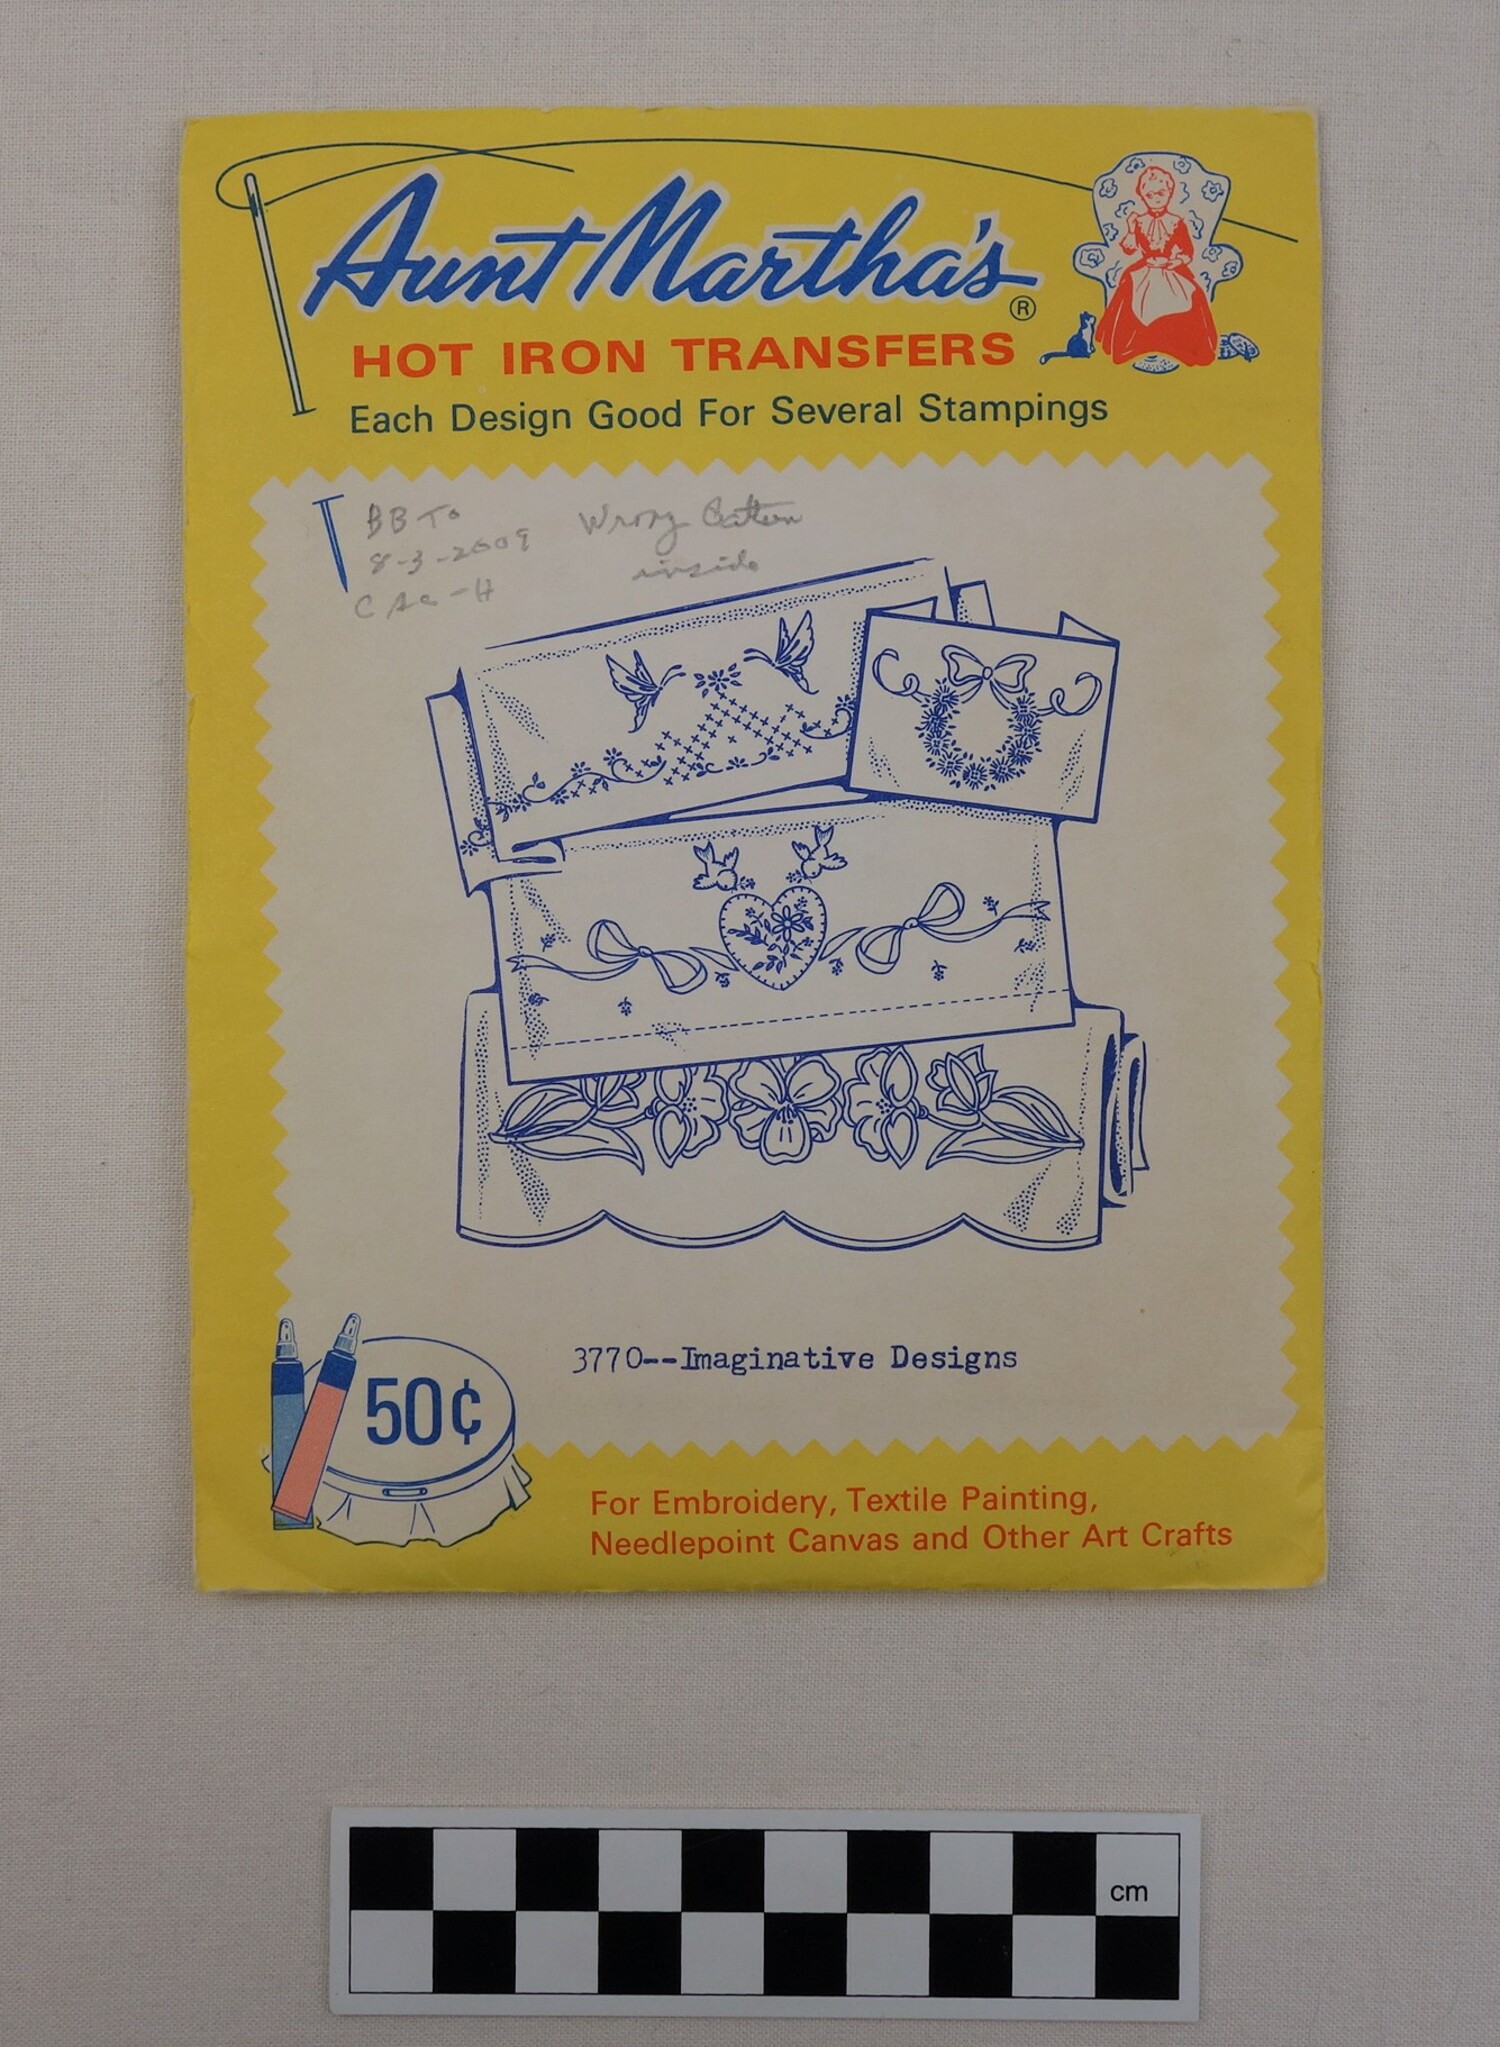 Aunt Martha's ®
HOT IRON TRANSFERS
Each Design Good For Several Stampings
BB To
8-3-2009
Wrong Pattern
inside
3770--Imaginative Designs
50¢
For Embroidery, Textile Painting,
Needlepoint Canvas and Other Art Crafts
cm